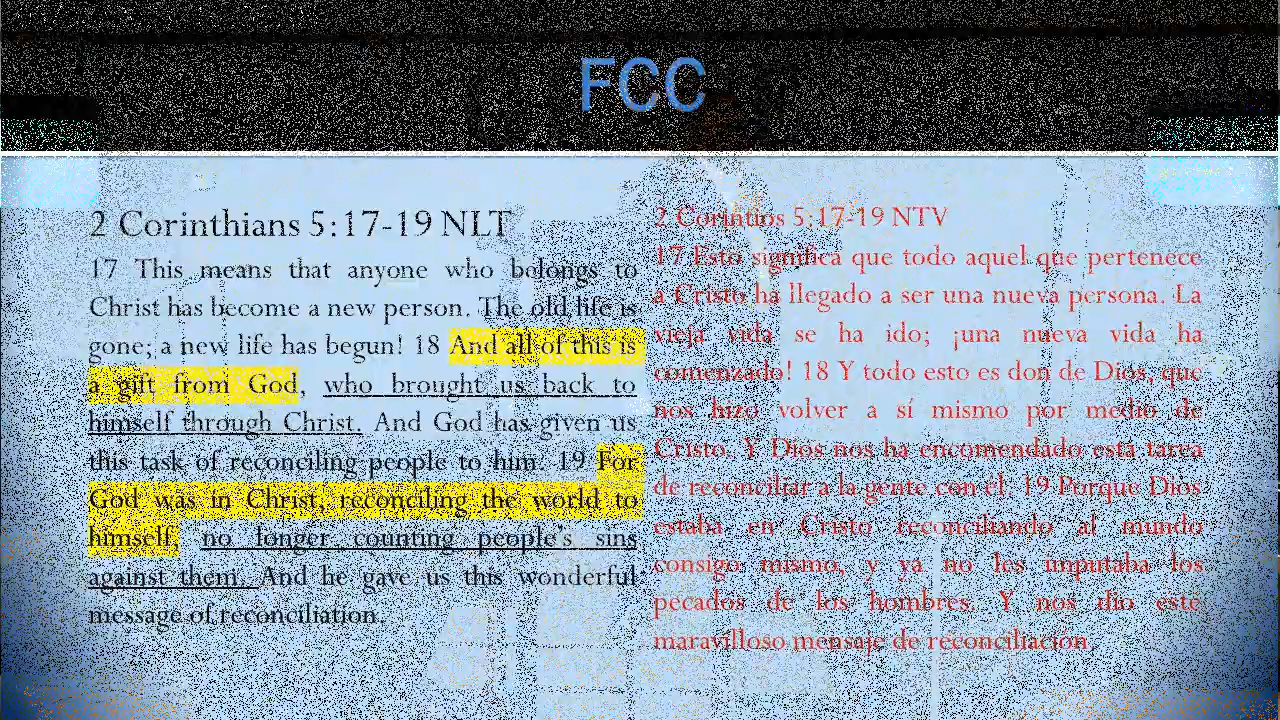 FCC
2 Corinthians 5:17-19 NLT
17 This means that anyone who belongs to
Christ has become a new person. The old life is
gone; a new life has begun! 18 And all of this is
a gift from God, who brought us back to
himself through Christ. And God has given us
this task of reconciling people to him. 19 For
God was in Christ, reconciling the world to
himself, no longer counting people's sins
against them. And he gave us this wonderful
message of reconciliation.
2 Corintios 5:17-19 NTV
17 Esto significa que todo aquel que pertenece
a Cristo ha llegado a ser una nueva persona. La
vieja vida se ha ido; ¡una nueva vida ha
comenzado! 18 Y todo esto es don de Dios, que
nos hizo volver a sí mismo por medio de
Cristo. Y Dios nos ha encomendado esta tarea
de reconciliar a la gente con él. 19 Porque Dios
estaba en Cristo reconciliando al mundo
consigo mismo, y ya no les imputaba los
pecados de los hombres. Y nos dio este
maravilloso mensaje de reconciliación.